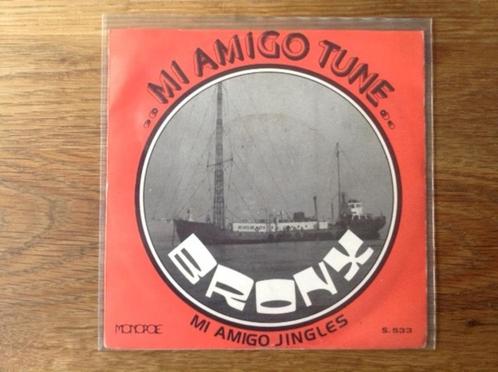 .. MI AMIGO TUNE ..
BRONX
MI AMIGO JINGLES
MONOPOLE
S. 533